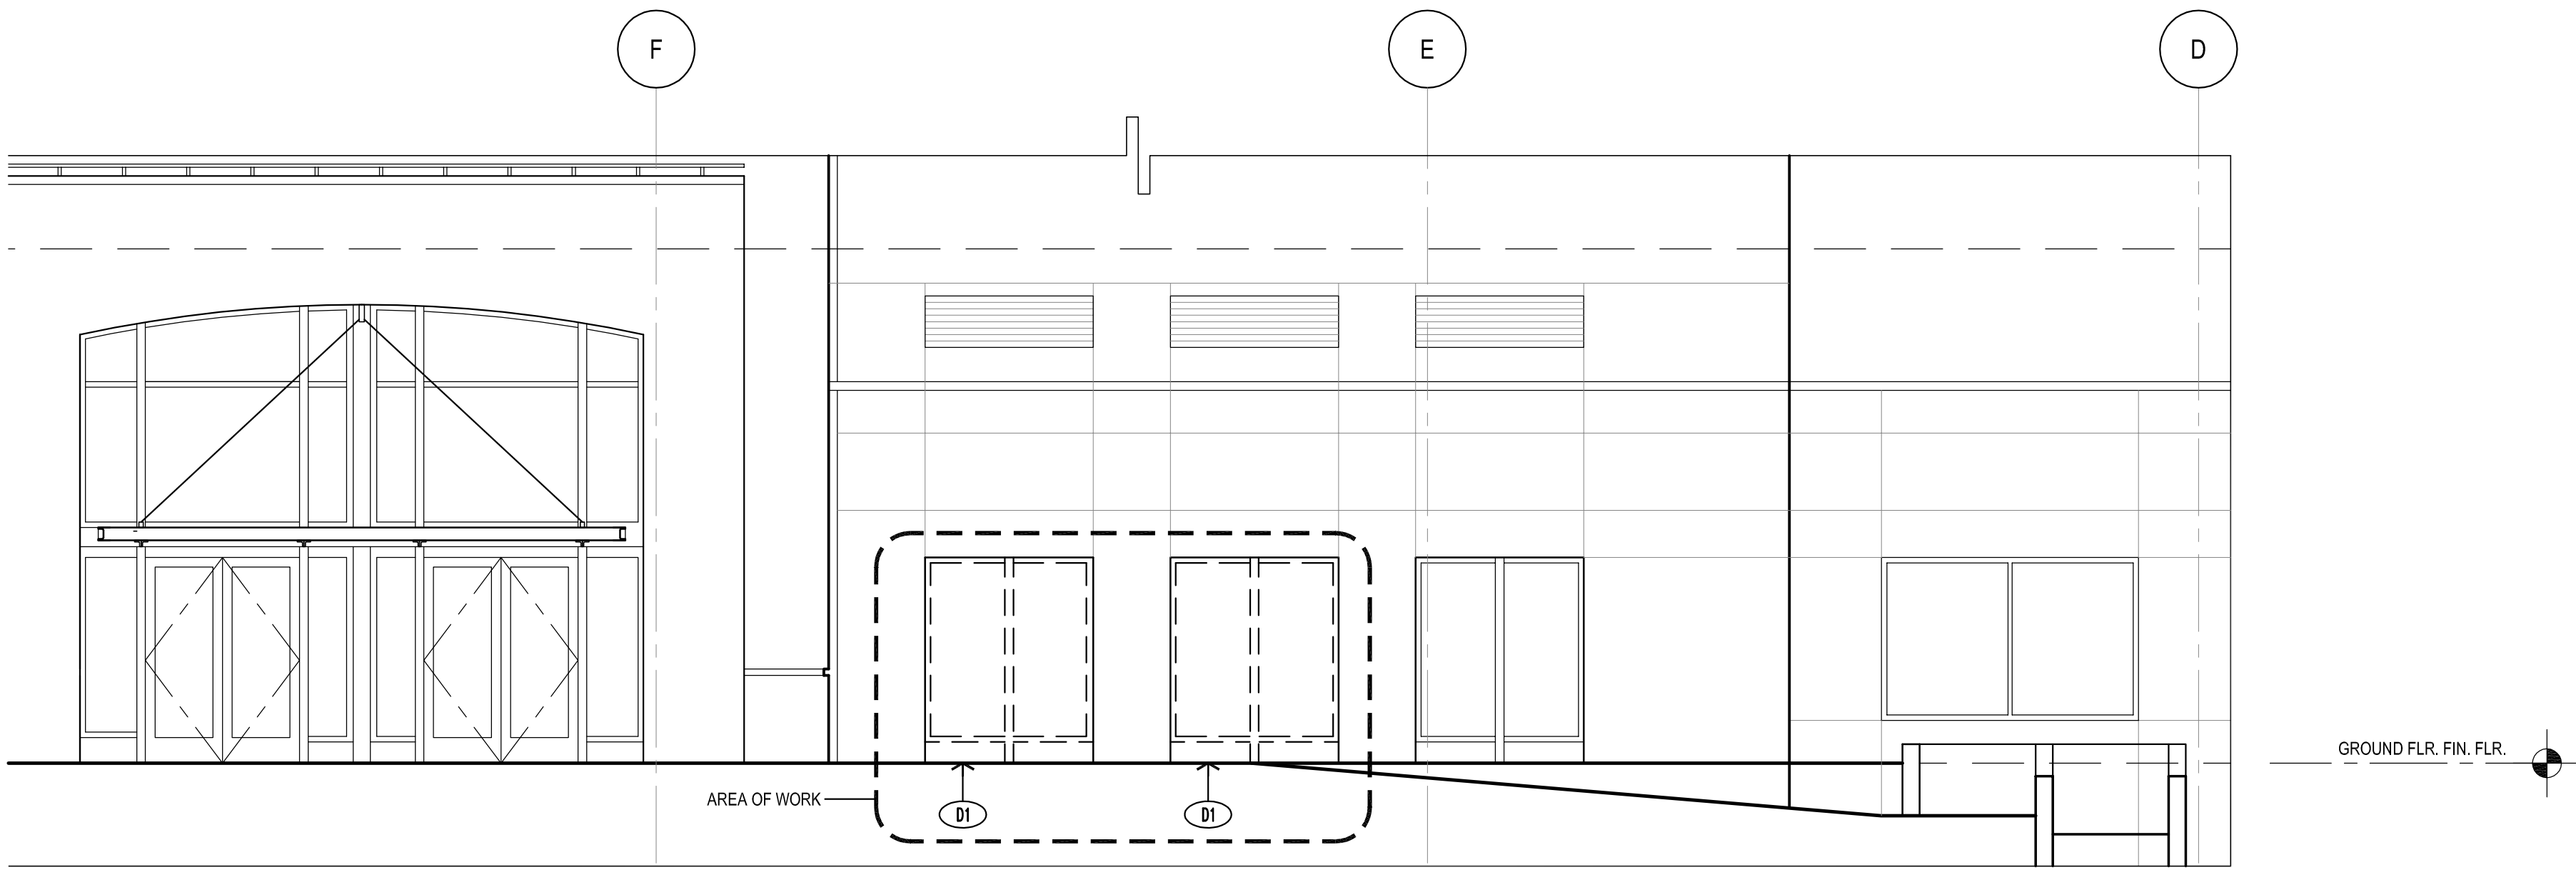 F
E
D
GROUND FLR. FIN. FLR.
AREA OF WORK
D1
D1